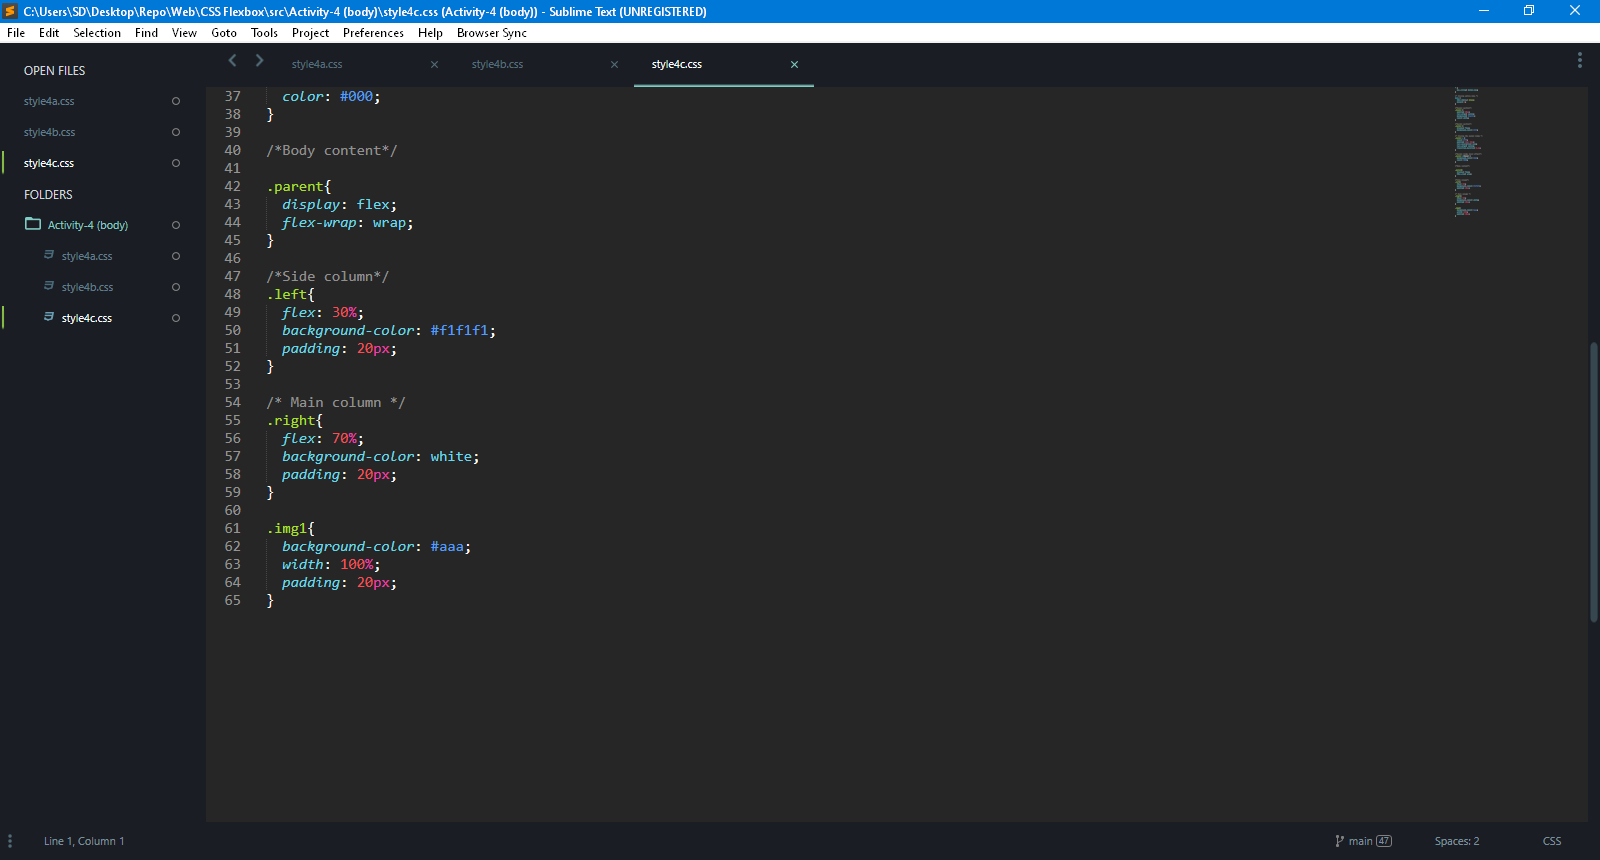 C:\Users\SD\Desktop\Repo\Web\CSS Flexbox\src\Activity-4 (body)\style4c.css (Activity-4 (body)) - Sublime Text (UNREGISTERED)
File Edit Selection Find View Goto Tools Project Preferences Help Browser Sync
OPEN FILES
style4a.css
style4b.css
style4c.css
FOLDERS
Activity-4 (body)
style4a.css
style4b.css
style4c.css
style4a.css style4b.css style4c.css
37 color: #000;
38 }
39
40 /*Body content*/
41
42 .parent{
43 display: flex;
44 flex-wrap: wrap;
45 }
46
47 /*Side column*/
48 .left{
49 flex: 30%;
50 background-color: #f1f1f1;
51 padding: 20px;
52 }
53
54 /* Main column */
55 .right{
56 flex: 70%;
57 background-color: white;
58 padding: 20px;
59 }
60
61 .img1{
62 background-color: #aaa;
63 width: 100%;
64 padding: 20px;
65 }
Line 1, Column 1 main 47 Spaces: 2 CSS